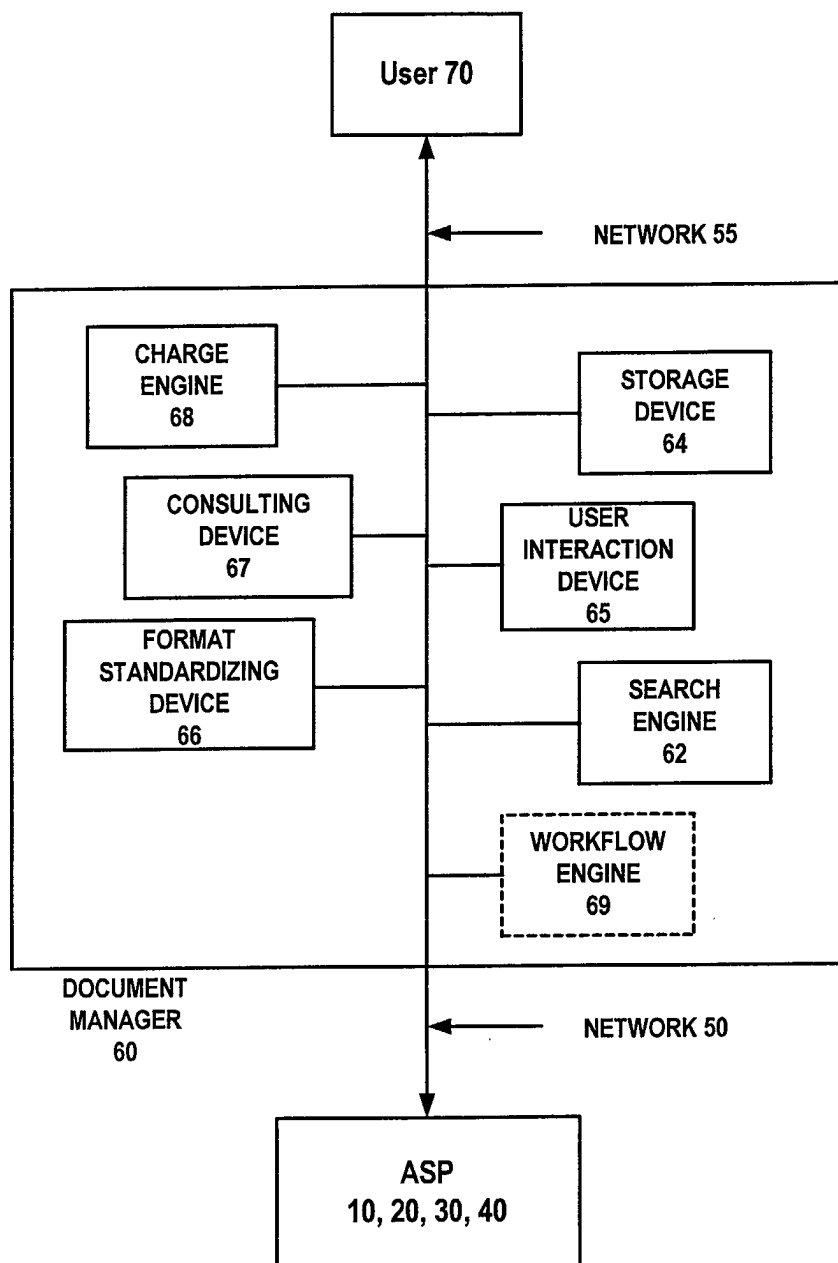 User 70
NETWORK 55
CHARGE
ENGINE
68
STORAGE
DEVICE
64
CONSULTING
DEVICE
67
USER
INTERACTION
DEVICE
65
FORMAT
STANDARDIZING
DEVICE
66
SEARCH
ENGINE
62
WORKFLOW
ENGINE
69
DOCUMENT
MANAGER
60
NETWORK 50
ASP
10, 20, 30, 40